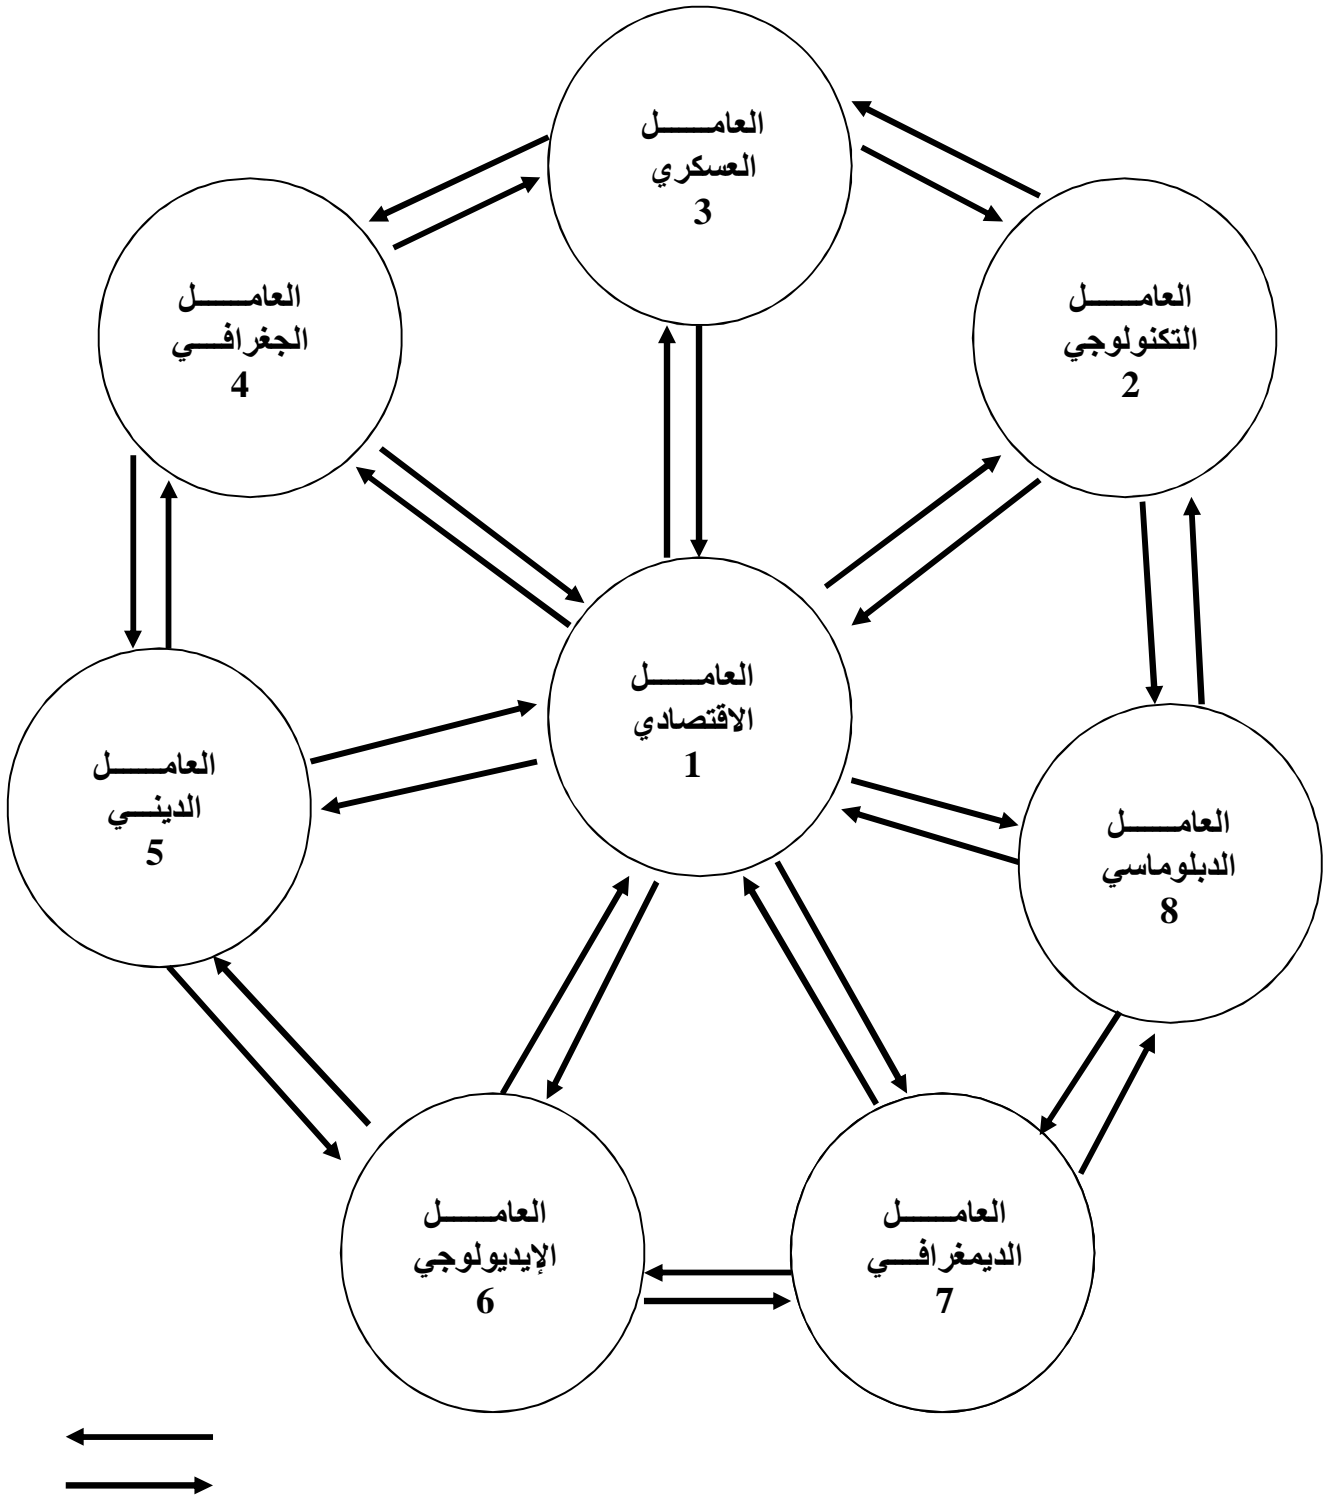 العامل
العسكري
3
العامل
التكنولوجي
2
العامل
الجغرافي
4
العامل
الاقتصادي
1
العامل
الديني
5
العامل
الدبلوماسي
8
العامل
الإيديولوجي
6
العامل
الديمغرافي
7